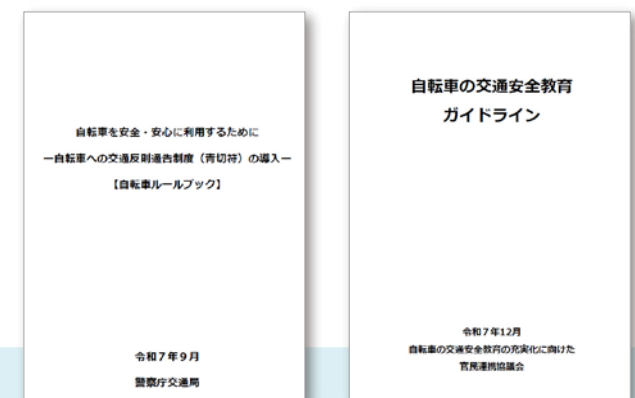 自転車を安全・安心に利用するために
ー自転車への交通反則通告制度（青切符）の導入ー
【自転車ルールブック】
令和７年９月
警察庁交通局
自転車の交通安全教育
ガイドライン
令和７年12月
自転車の交通安全教育の充実化に向けた
官民連携協議会